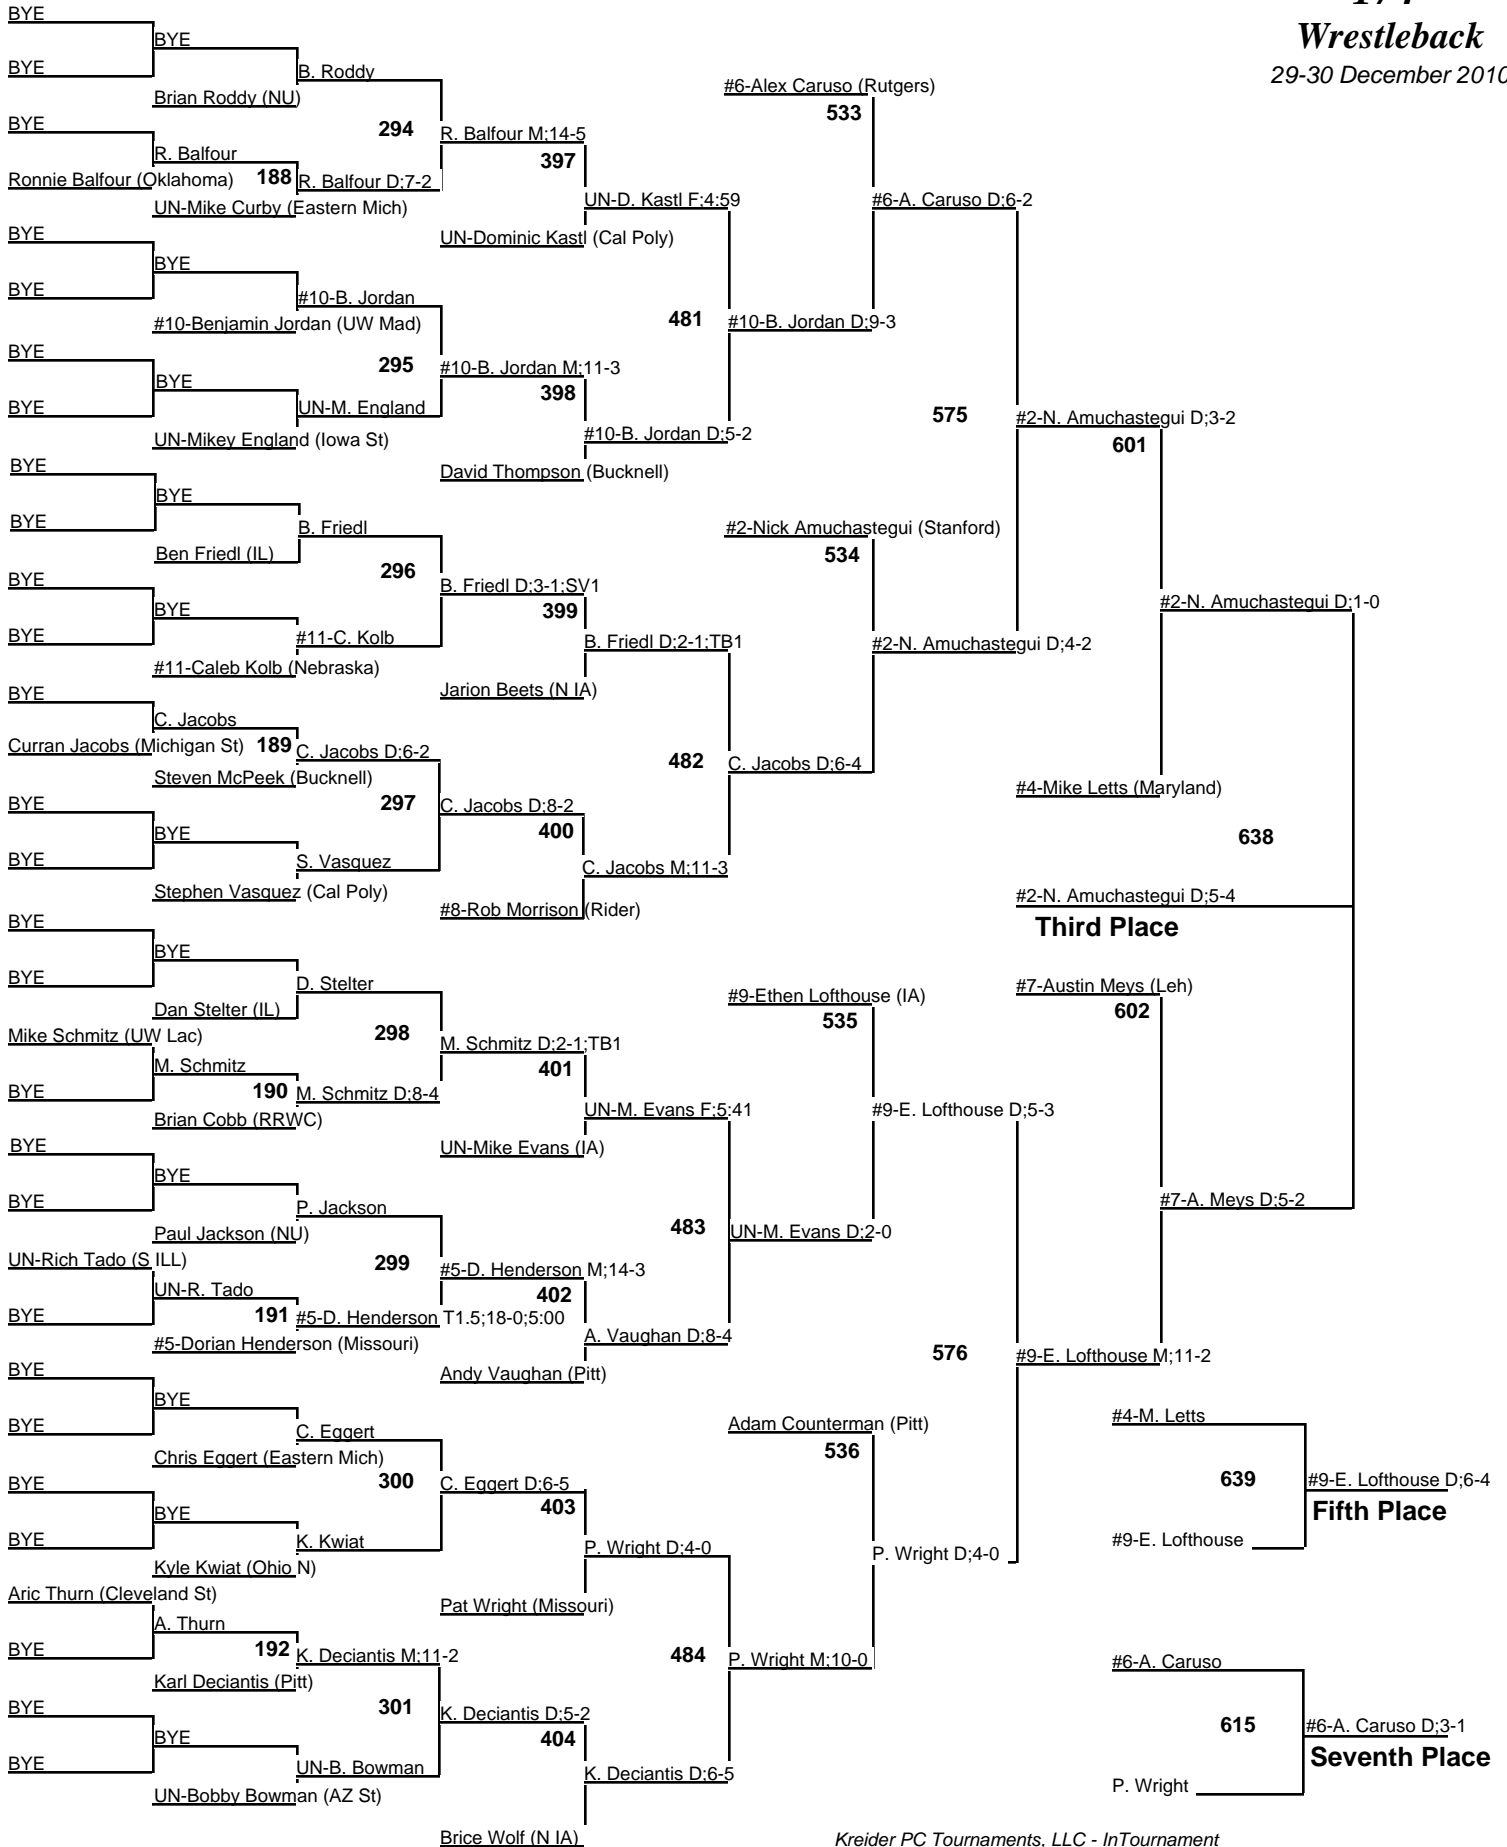 Wrestleback
29-30 December 2010
BYE
BYE
BYE
B. Roddy
Brian Roddy (NU)
294
BYE
R. Balfour
Ronnie Balfour (Oklahoma)
188
R. Balfour D;7-2
UN-Mike Curby (Eastern Mich)
R. Balfour M;14-5
397
UN-D. Kastl F;4:59
UN-Dominic Kastl (Cal Poly)
#6-Alex Caruso (Rutgers)
533
#6-A. Caruso D;6-2
BYE
BYE
BYE
#10-B. Jordan
#10-Benjamin Jordan (UW Mad)
295
BYE
BYE
BYE
UN-M. England
UN-Mikey England (Iowa St)
#10-B. Jordan M;11-3
398
#10-B. Jordan D;5-2
David Thompson (Bucknell)
481
#10-B. Jordan D;9-3
575
#2-N. Amuchastegui D;3-2
601
BYE
BYE
BYE
B. Friedl
Ben Friedl (IL)
296
BYE
BYE
BYE
#11-C. Kolb
#11-Caleb Kolb (Nebraska)
B. Friedl D;3-1;SV1
399
B. Friedl D;2-1;TB1
Jarion Beets (N IA)
#2-Nick Amuchastegui (Stanford)
534
#2-N. Amuchastegui D;4-2
#2-N. Amuchastegui D;1-0
BYE
C. Jacobs
Curran Jacobs (Michigan St)
189
C. Jacobs D;6-2
Steven McPeek (Bucknell)
297
BYE
BYE
BYE
S. Vasquez
Stephen Vasquez (Cal Poly)
C. Jacobs D;8-2
400
C. Jacobs M;11-3
#8-Rob Morrison (Rider)
482
C. Jacobs D;6-4
#4-Mike Letts (Maryland)
638
#2-N. Amuchastegui D;5-4
Third Place
BYE
BYE
BYE
D. Stelter
Dan Stelter (IL)
298
Mike Schmitz (UW Lac)
M. Schmitz
BYE
190
M. Schmitz D;8-4
Brian Cobb (RRWC)
M. Schmitz D;2-1;TB1
401
UN-M. Evans F;5:41
UN-Mike Evans (IA)
#9-Ethen Lofthouse (IA)
535
#9-E. Lofthouse D;5-3
#7-Austin Meys (Leh)
602
BYE
BYE
BYE
P. Jackson
Paul Jackson (NU)
299
UN-Rich Tado (S ILL)
UN-R. Tado
BYE
191
#5-D. Henderson T1.5;18-0;5:00
#5-Dorian Henderson (Missouri)
#5-D. Henderson M;14-3
402
A. Vaughan D;8-4
Andy Vaughan (Pitt)
483
UN-M. Evans D;2-0
#7-A. Meys D;5-2
576
#9-E. Lofthouse M;11-2
BYE
BYE
BYE
C. Eggert
Chris Eggert (Eastern Mich)
300
BYE
BYE
BYE
K. Kwiat
Kyle Kwiat (Ohio N)
C. Eggert D;6-5
403
P. Wright D;4-0
Pat Wright (Missouri)
Adam Counterman (Pitt)
536
P. Wright D;4-0
#4-M. Letts
639
#9-E. Lofthouse D;6-4
Fifth Place
#9-E. Lofthouse
Aric Thurn (Cleveland St)
A. Thurn
BYE
192
K. Deciantis M;11-2
Karl Deciantis (Pitt)
301
BYE
BYE
BYE
UN-B. Bowman
UN-Bobby Bowman (AZ St)
K. Deciantis D;5-2
404
K. Deciantis D;6-5
Brice Wolf (N IA)
484
P. Wright M;10-0
#6-A. Caruso
615
#6-A. Caruso D;3-1
Seventh Place
P. Wright
Kreider PC Tournaments, LLC - InTournament